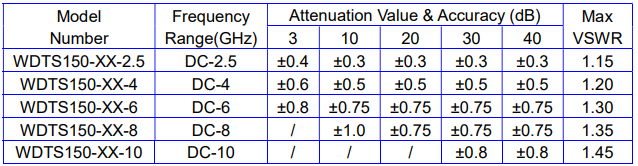 Model Number Frequency Range(GHz) Attenuation Value & Accuracy (dB) Max VSWR
3 10 20 30 40
WDTS150-XX-2.5 DC-2.5 ±0.4 ±0.3 ±0.3 ±0.3 ±0.3 1.15
WDTS150-XX-4 DC-4 ±0.6 ±0.5 ±0.5 ±0.5 ±0.5 1.20
WDTS150-XX-6 DC-6 ±0.8 ±0.75 ±0.75 ±0.75 ±0.75 1.30
WDTS150-XX-8 DC-8 / ±1.0 ±0.75 ±0.75 ±0.75 1.35
WDTS150-XX-10 DC-10 / / / ±0.8 ±0.8 1.45